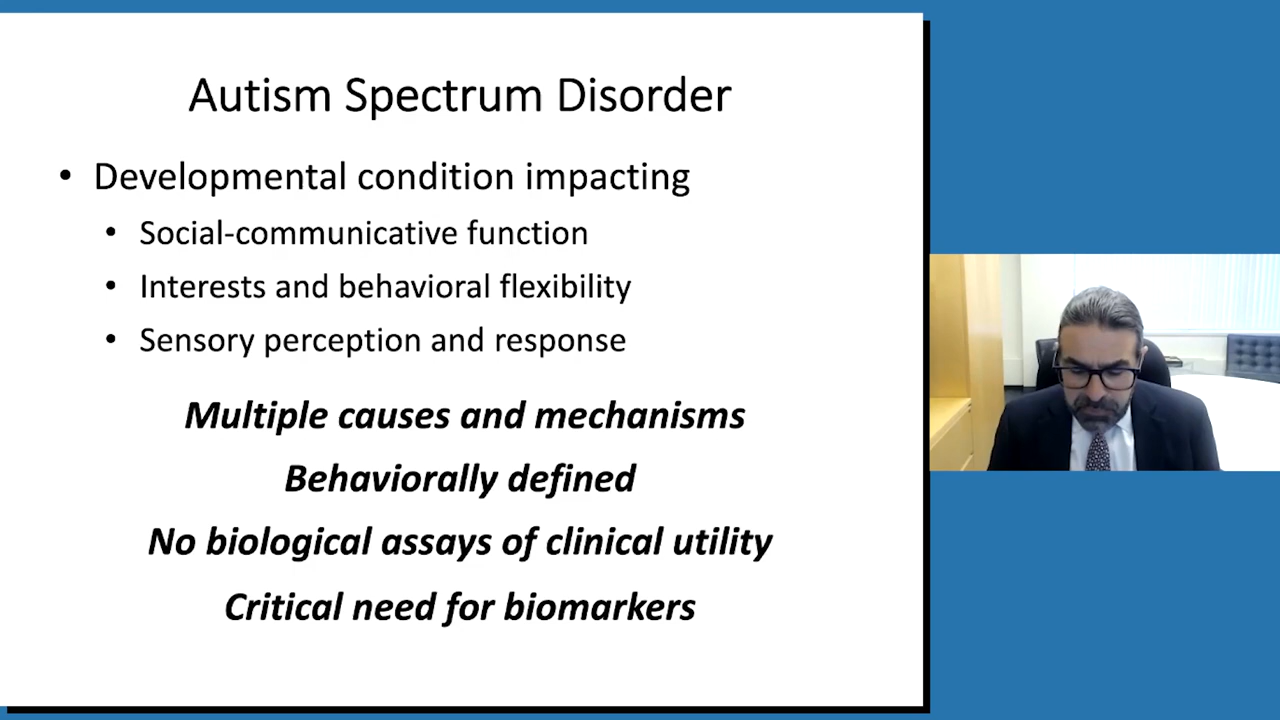 Autism Spectrum Disorder
• Developmental condition impacting
• Social-communicative function
• Interests and behavioral flexibility
• Sensory perception and response
Multiple causes and mechanisms
Behaviorally defined
No biological assays of clinical utility
Critical need for biomarkers